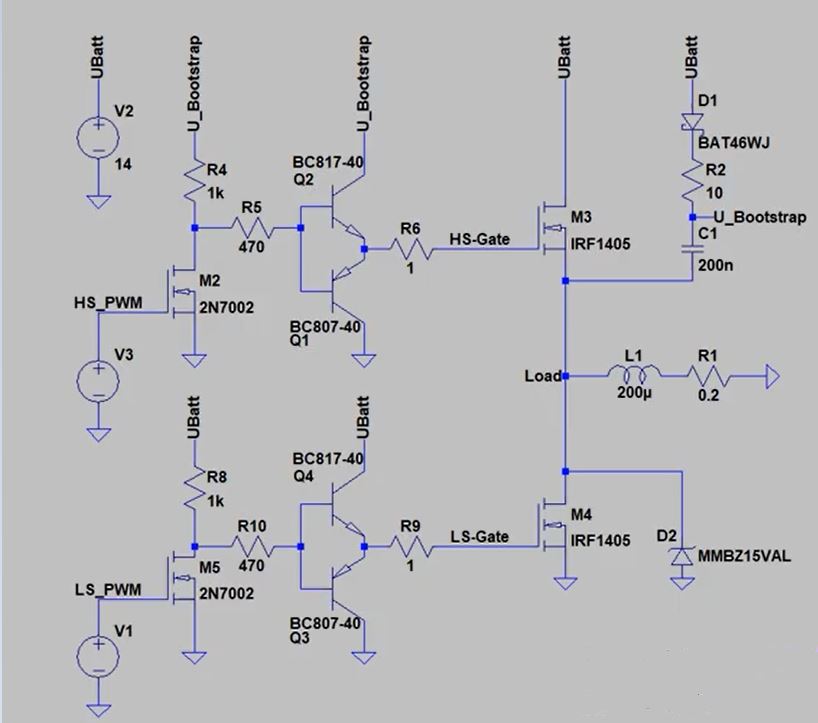 UBatt
V2
14
U_Bootstrap
R4
1k
R5
470
M2
2N7002
HS_PWM
V3
U_Bootstrap
BC817-40
Q2
BC807-40
Q1
R6
1
HS-Gate
UBatt
M3
IRF1405
UBatt
D1
BAT46WJ
R2
10
U_Bootstrap
C1
200n
Load
L1
200µ
R1
0.2
UBatt
R8
1k
R10
470
M5
2N7002
LS_PWM
V1
UBatt
BC817-40
Q4
BC807-40
Q3
R9
1
LS-Gate
M4
IRF1405
D2
MMBZ15VAL